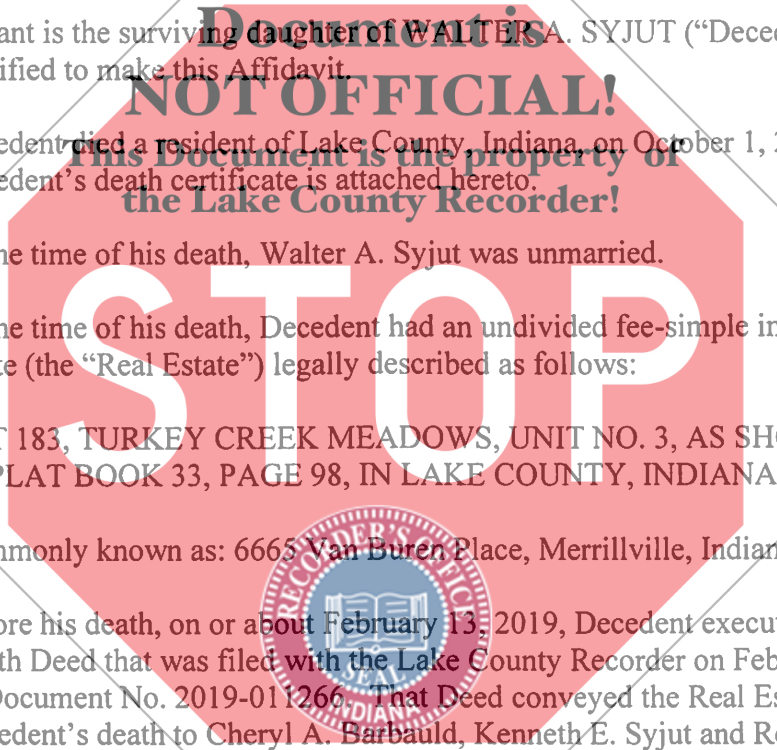 ant is the surviving daughter of WALTER A. SYJUT (“Deced
Document is
ified to make this Affidavit.
NOT OFFICIAL!
edent died a resident of Lake County, Indiana, on October 1, 2
This Document is the property of
edent’s death certificate is attached hereto.
the Lake County Recorder!
ne time of his death, Walter A. Syjut was unmarried.
STOP
ne time of his death, Decedent had an undivided fee-simple in
te (the “Real Estate”) legally described as follows:
T 183, TURKEY CREEK MEADOWS, UNIT NO. 3, AS SHO
PLAT BOOK 33, PAGE 98, IN LAKE COUNTY, INDIANA
mmonly known as: 6665 Van Buren Place, Merrillville, Indian
RECORDER'S OFFICE
SEAL
INDIANA
ore his death, on or about February 13, 2019, Decedent execu
th Deed that was filed with the Lake County Recorder on Feb
Document No. 2019-011266. That Deed conveyed the Real Es
edent’s death to Cheryl A. Barbauld, Kenneth E. Syjut and Ro